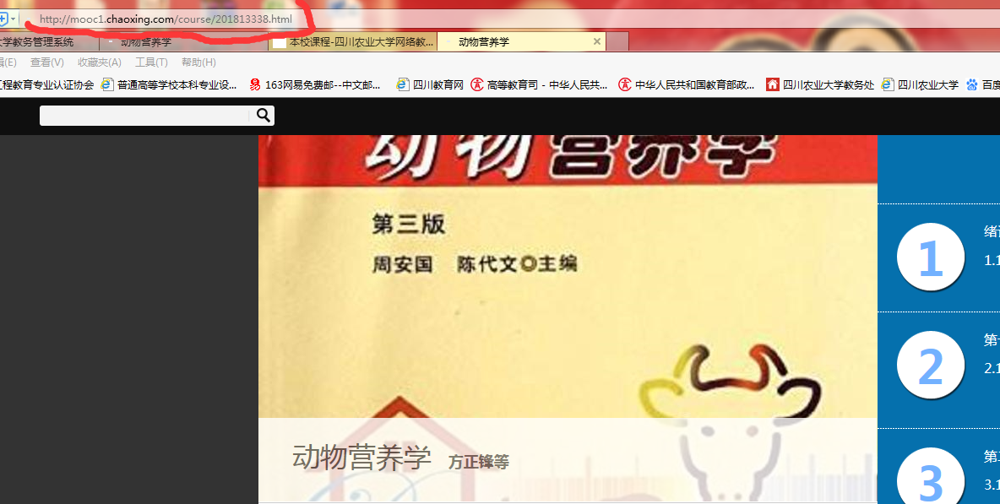 http://mooc1.chaoxing.com/course/201813338.html
大学教务管理系统
动物营养学
本校课程-四川农业大学网络教...
动物营养学
(E) 查看(V) 收藏夹(A) 工具(T) 帮助(H)
工程教育专业认证协会 普通高等学校本科专业设... 163网易免费邮--中文邮... 四川教育网 高等教育司 - 中华人民共... 中华人民共和国教育部政... 四川农业大学教务处 四川农业大学 百度
动物营养学
第三版
周安国 陈代文◎主编
动物营养学 方正锋等
1
绪
1.1
2
第
2.1
3
第
3.1